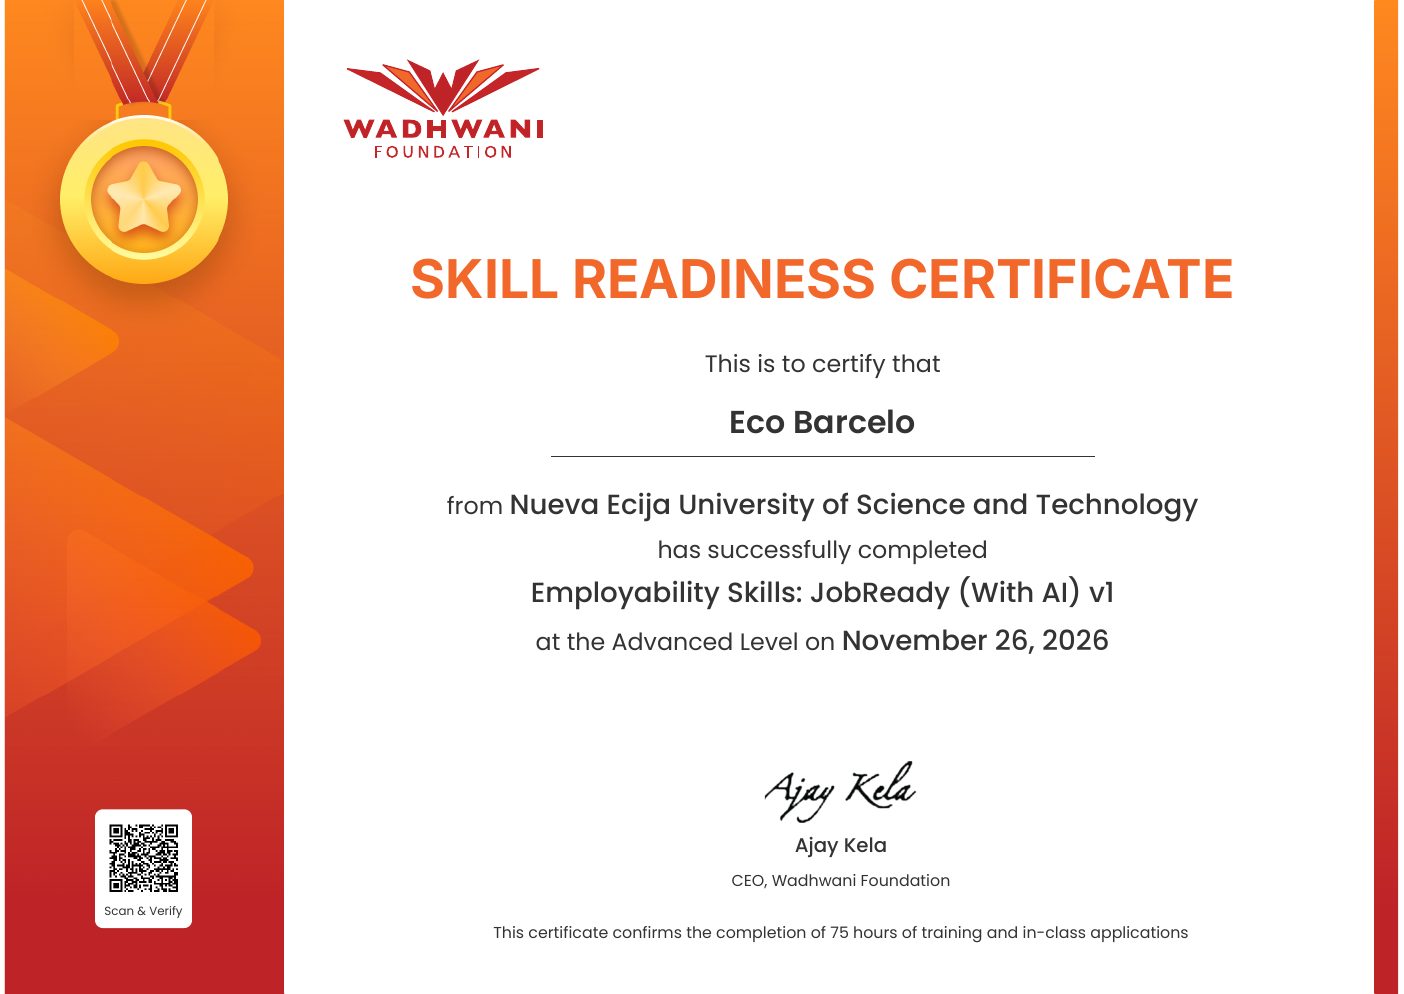 WADHWANI
FOUNDATION
SKILL READINESS CERTIFICATE
This is to certify that
Eco Barcelo
from Nueva Ecija University of Science and Technology
has successfully completed
Employability Skills: JobReady (With AI) v1
at the Advanced Level on November 26, 2026
Ajay Kela
Ajay Kela
CEO, Wadhwani Foundation
Scan & Verify
This certificate confirms the completion of 75 hours of training and in-class applications